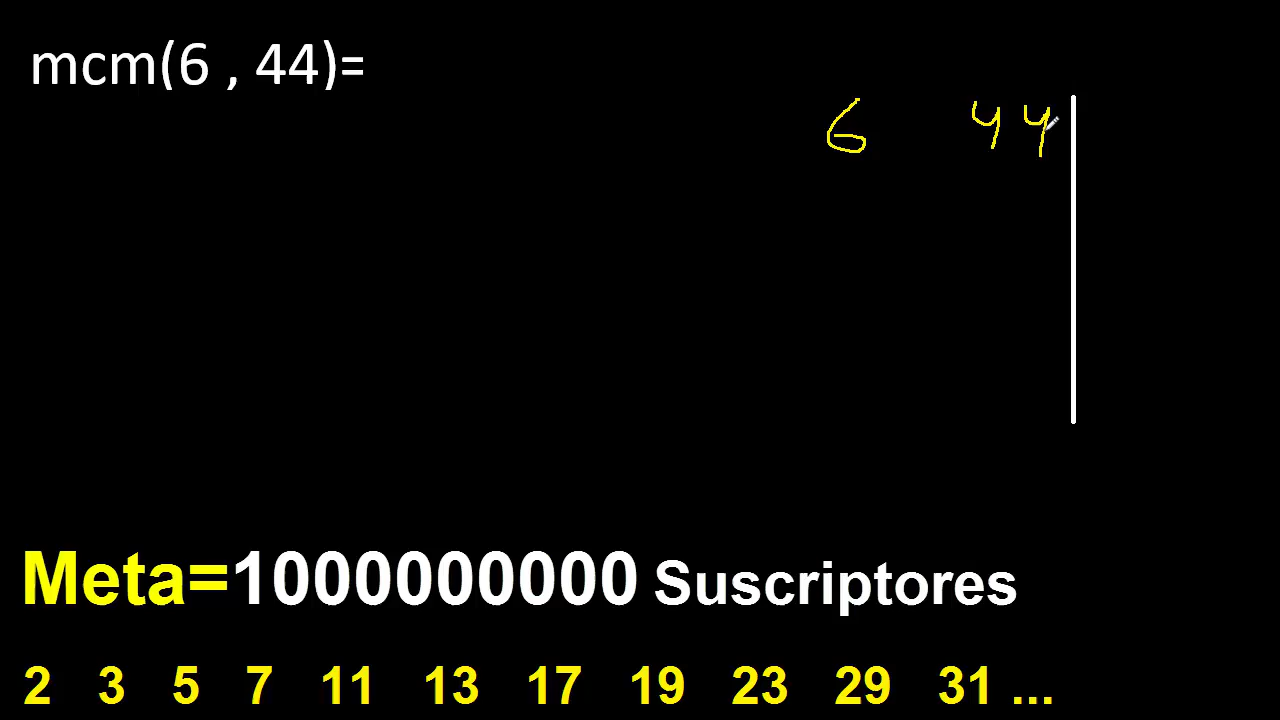 mcm(6 , 44)=
6 44
Meta=1000000000 Suscriptores
2 3 5 7 11 13 17 19 23 29 31 ...